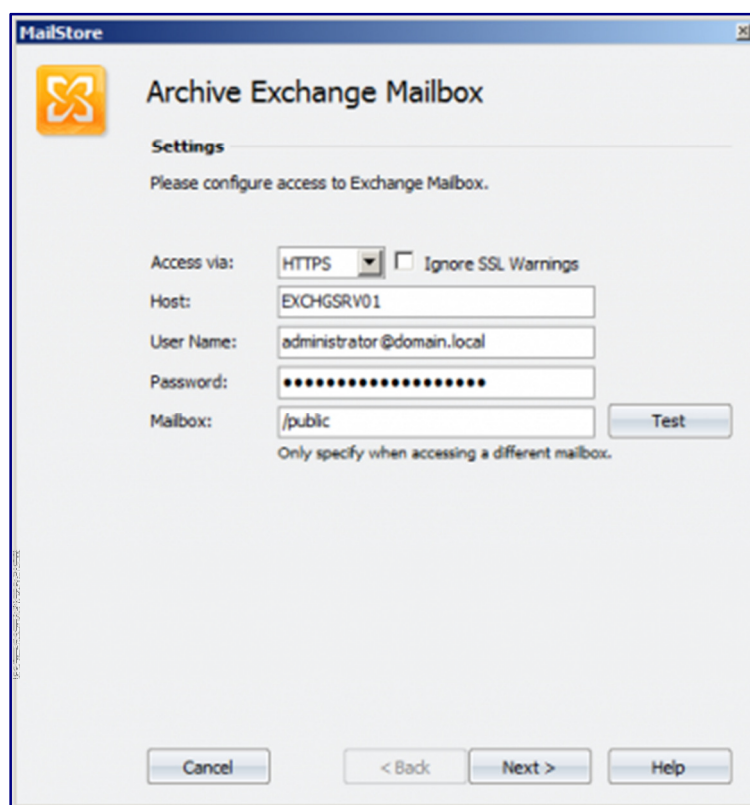 MailStore
Archive Exchange Mailbox
Settings
Please configure access to Exchange Mailbox.
Access via: HTTPS Ignore SSL Warnings
Host: EXCHGSRV01
User Name: administrator@domain.local
Password: •••••••••••••••••••
Mailbox: /public Test
Only specify when accessing a different mailbox.
Cancel < Back Next > Help